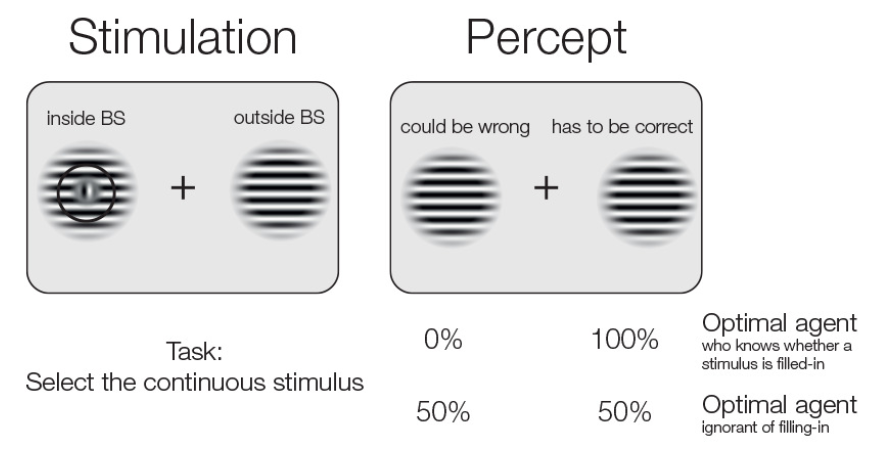 Stimulation
Percept
inside BS
outside BS
could be wrong
has to be correct
+
+
Task:
Select the continuous stimulus
0%
100%
Optimal agent
who knows whether a
stimulus is filled-in
50%
50%
Optimal agent
ignorant of filling-in